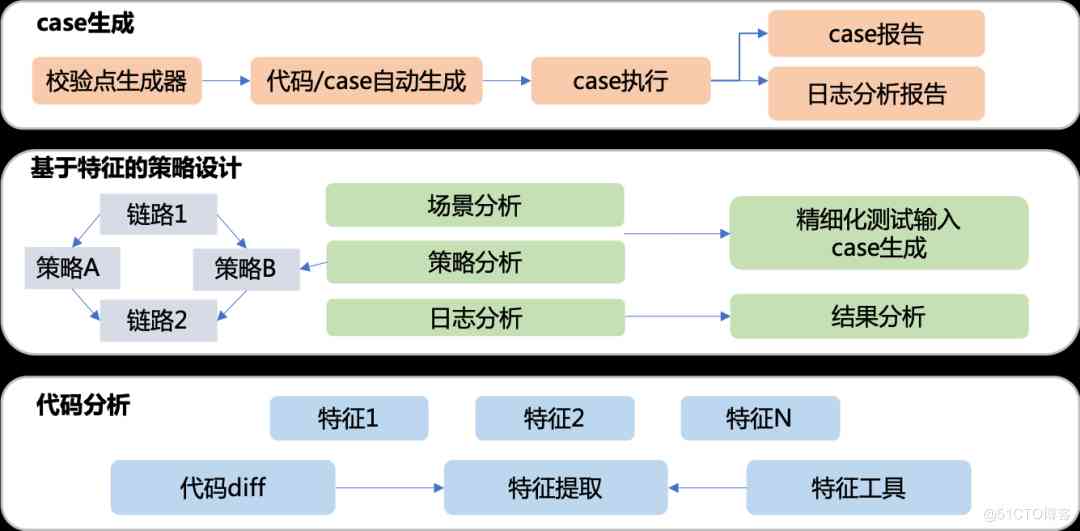 case生成
校验点生成器
代码/case自动生成
case执行
case报告
日志分析报告
基于特征的策略设计
链路1
策略A
策略B
链路2
场景分析
策略分析
日志分析
精细化测试输入
case生成
结果分析
代码分析
特征1
特征2
特征N
代码diff
特征提取
特征工具
@51CTO博客